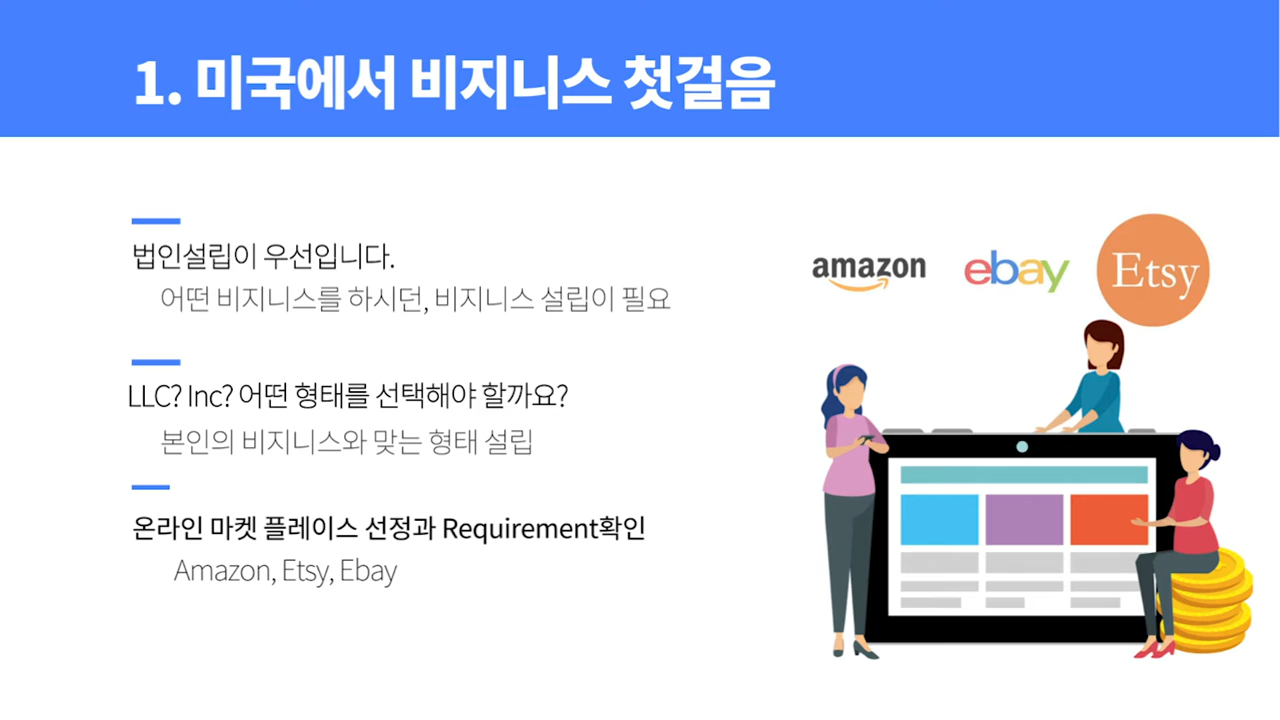 1. 미국에서 비지니스 첫걸음
법인설립이 우선입니다.
어떤 비지니스를 하시던, 비지니스 설립이 필요
LLC? Inc? 어떤 형태를 선택해야 할까요?
본인의 비지니스와 맞는 형태 설립
온라인 마켓 플레이스 선정과 Requirement확인
Amazon, Etsy, Ebay
amazon
ebay
Etsy